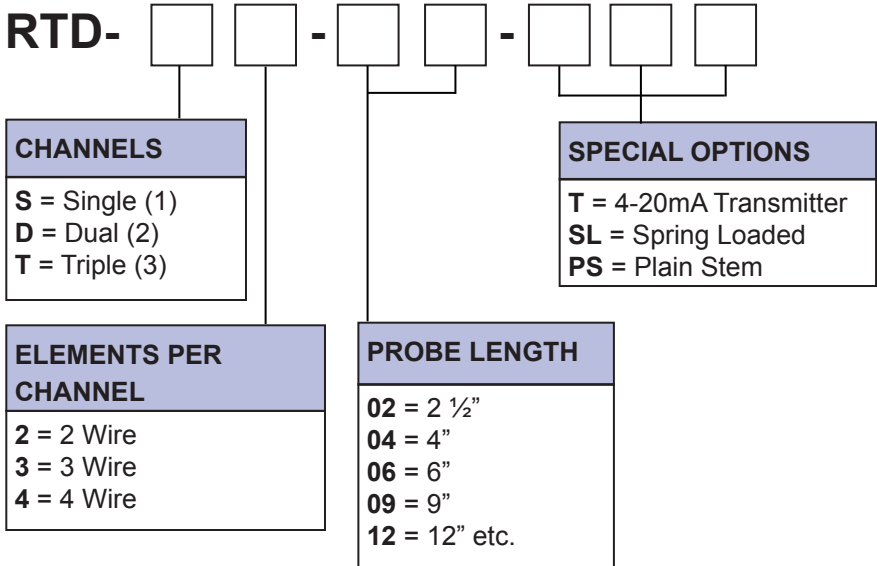 RTD- - -
CHANNELS
S = Single (1)
D = Dual (2)
T = Triple (3)
SPECIAL OPTIONS
T = 4-20mA Transmitter
SL = Spring Loaded
PS = Plain Stem
ELEMENTS PER
CHANNEL
2 = 2 Wire
3 = 3 Wire
4 = 4 Wire
PROBE LENGTH
02 = 2 ½”
04 = 4”
06 = 6”
09 = 9”
12 = 12” etc.